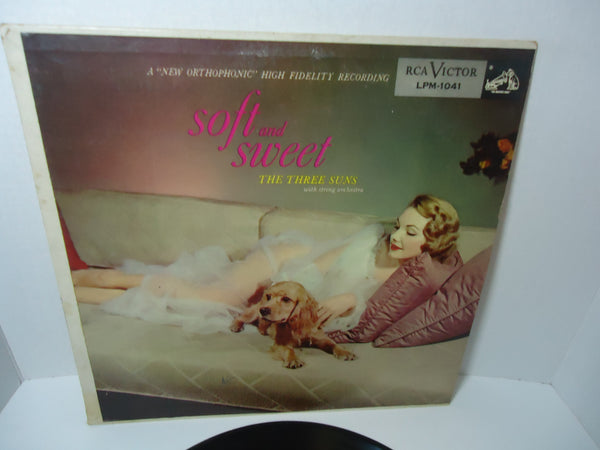 A "NEW ORTHOPHONIC" HIGH FIDELITY RECORDING
RCA VICTOR
LPM-1041
soft and
sweet
THE THREE SUNS
with string orchestra